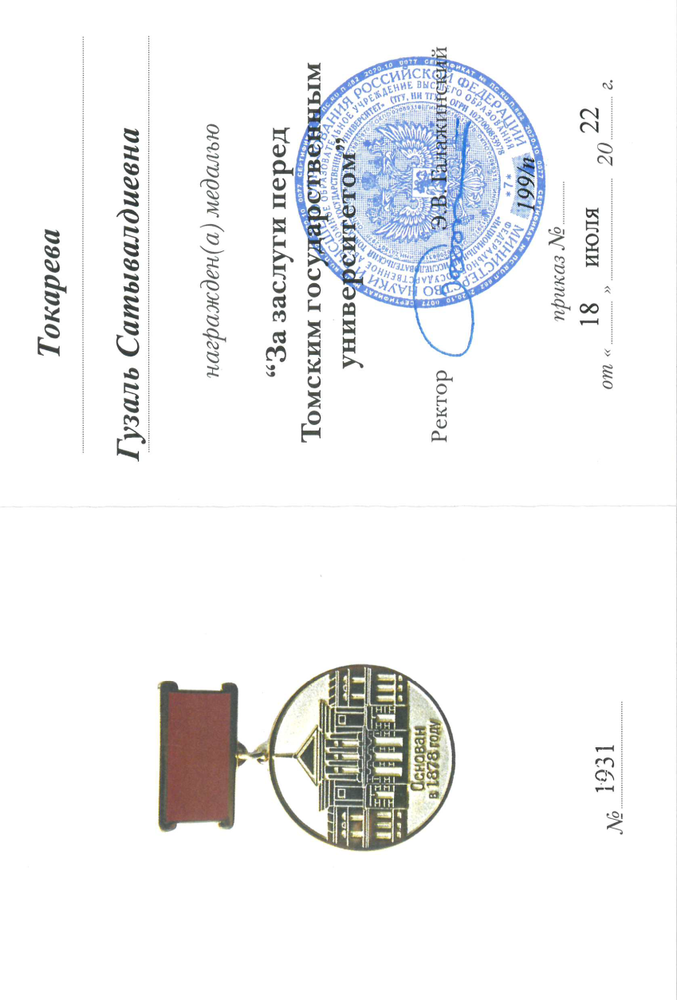 Основан
в 1878 году
№ 1931
Токарева
Гузаль Сатывалдиевна
награжден(а) медалью
“За заслуги перед
Томским государственным
университетом”
Ректор Э.В. Галажинский
приказ № 199/п
от « 18 » июля 20 22 г.